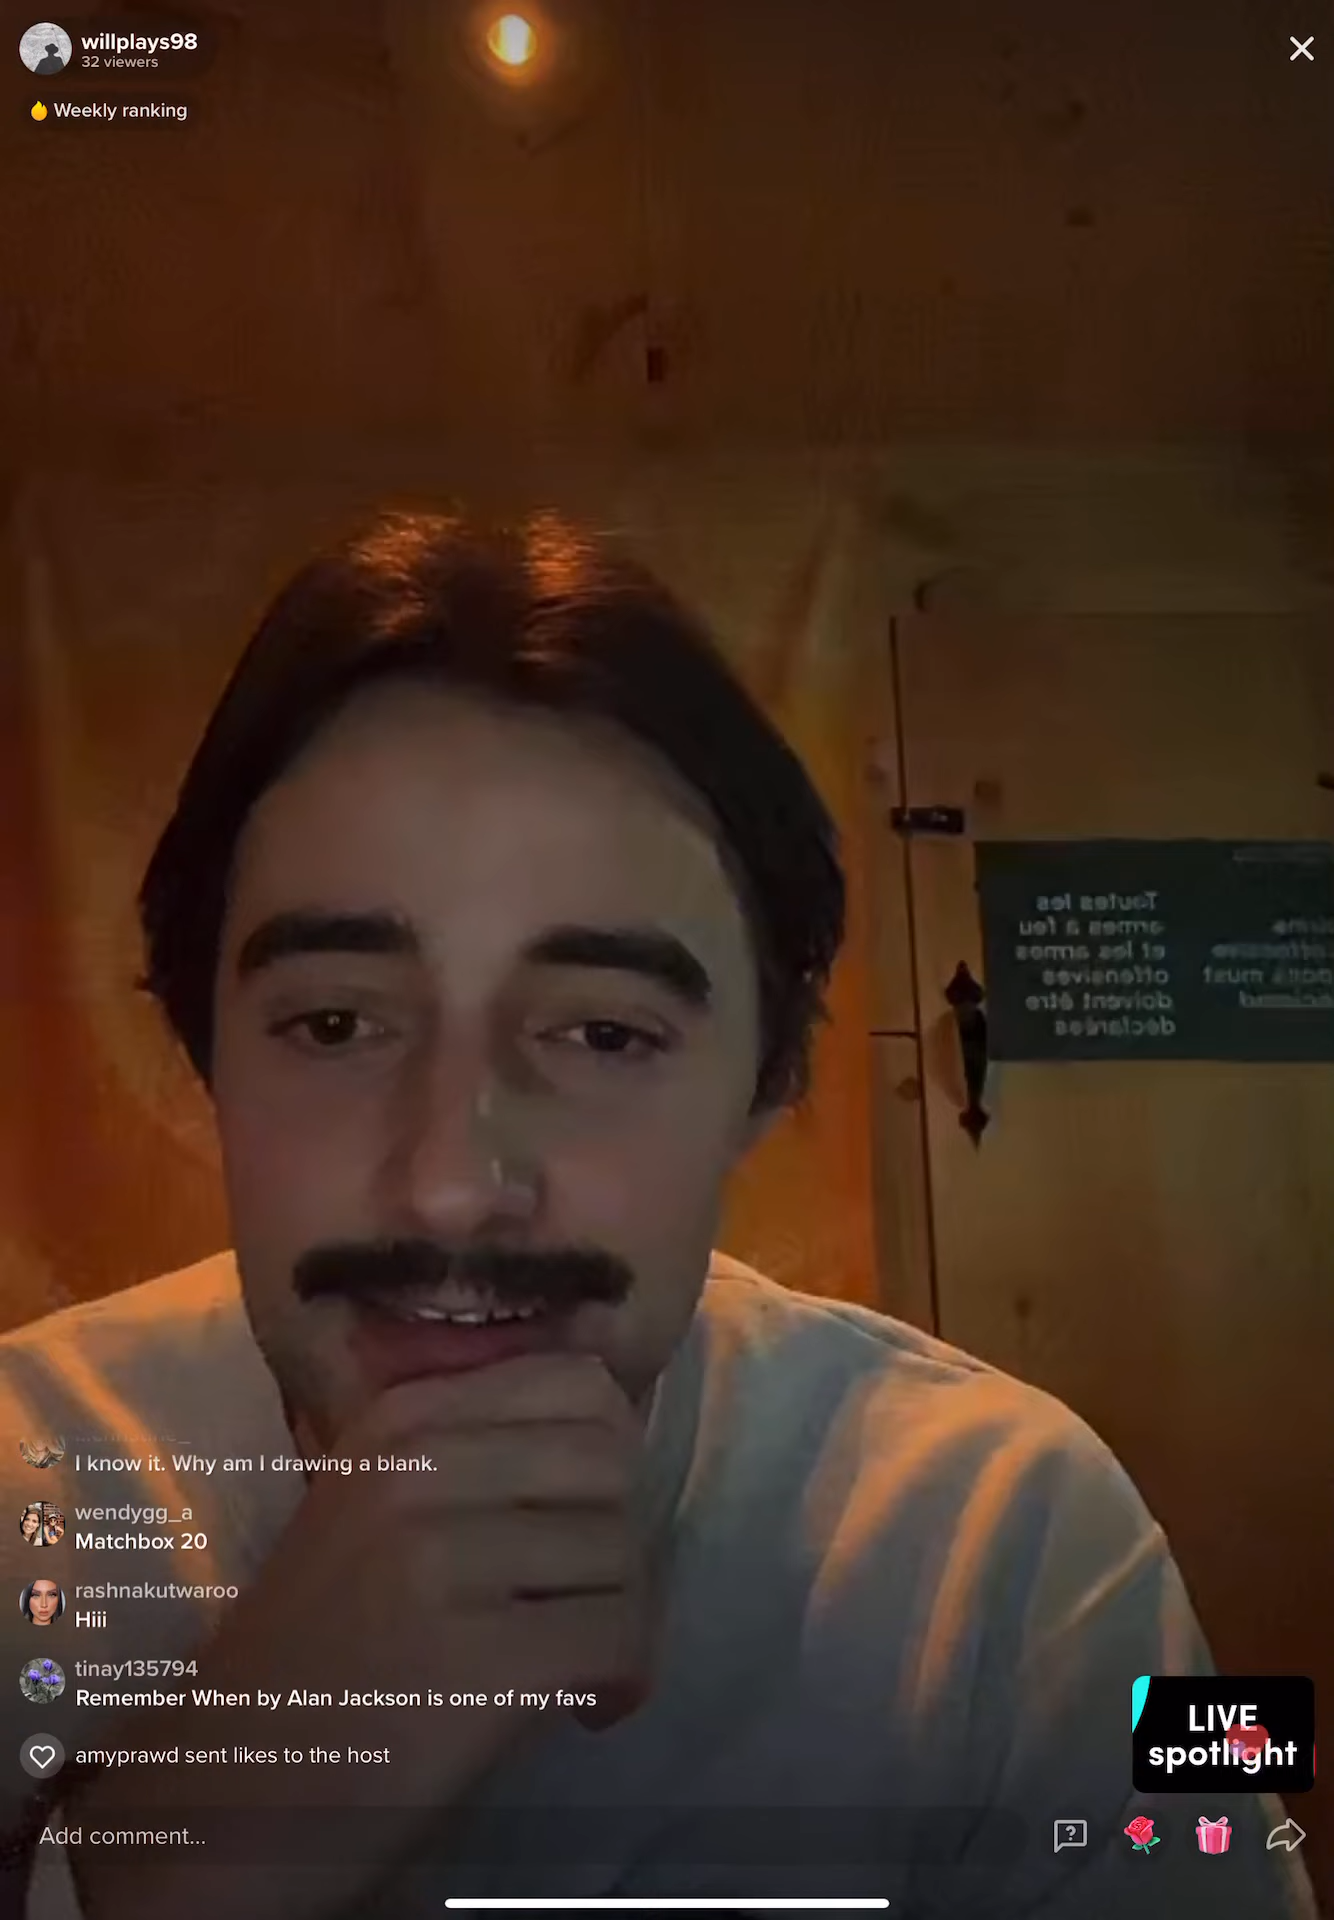 willplays98
32 viewers
Weekly ranking
Toutes les
armes à feu
et les armes
offensives
doivent être
déclarées
must
I know it. Why am I drawing a blank.
wendygg_a
Matchbox 20
rashnakutwaroo
Hiii
tinay135794
Remember When by Alan Jackson is one of my favs
amyprawd sent likes to the host
LIVE
spotlight
Add comment...